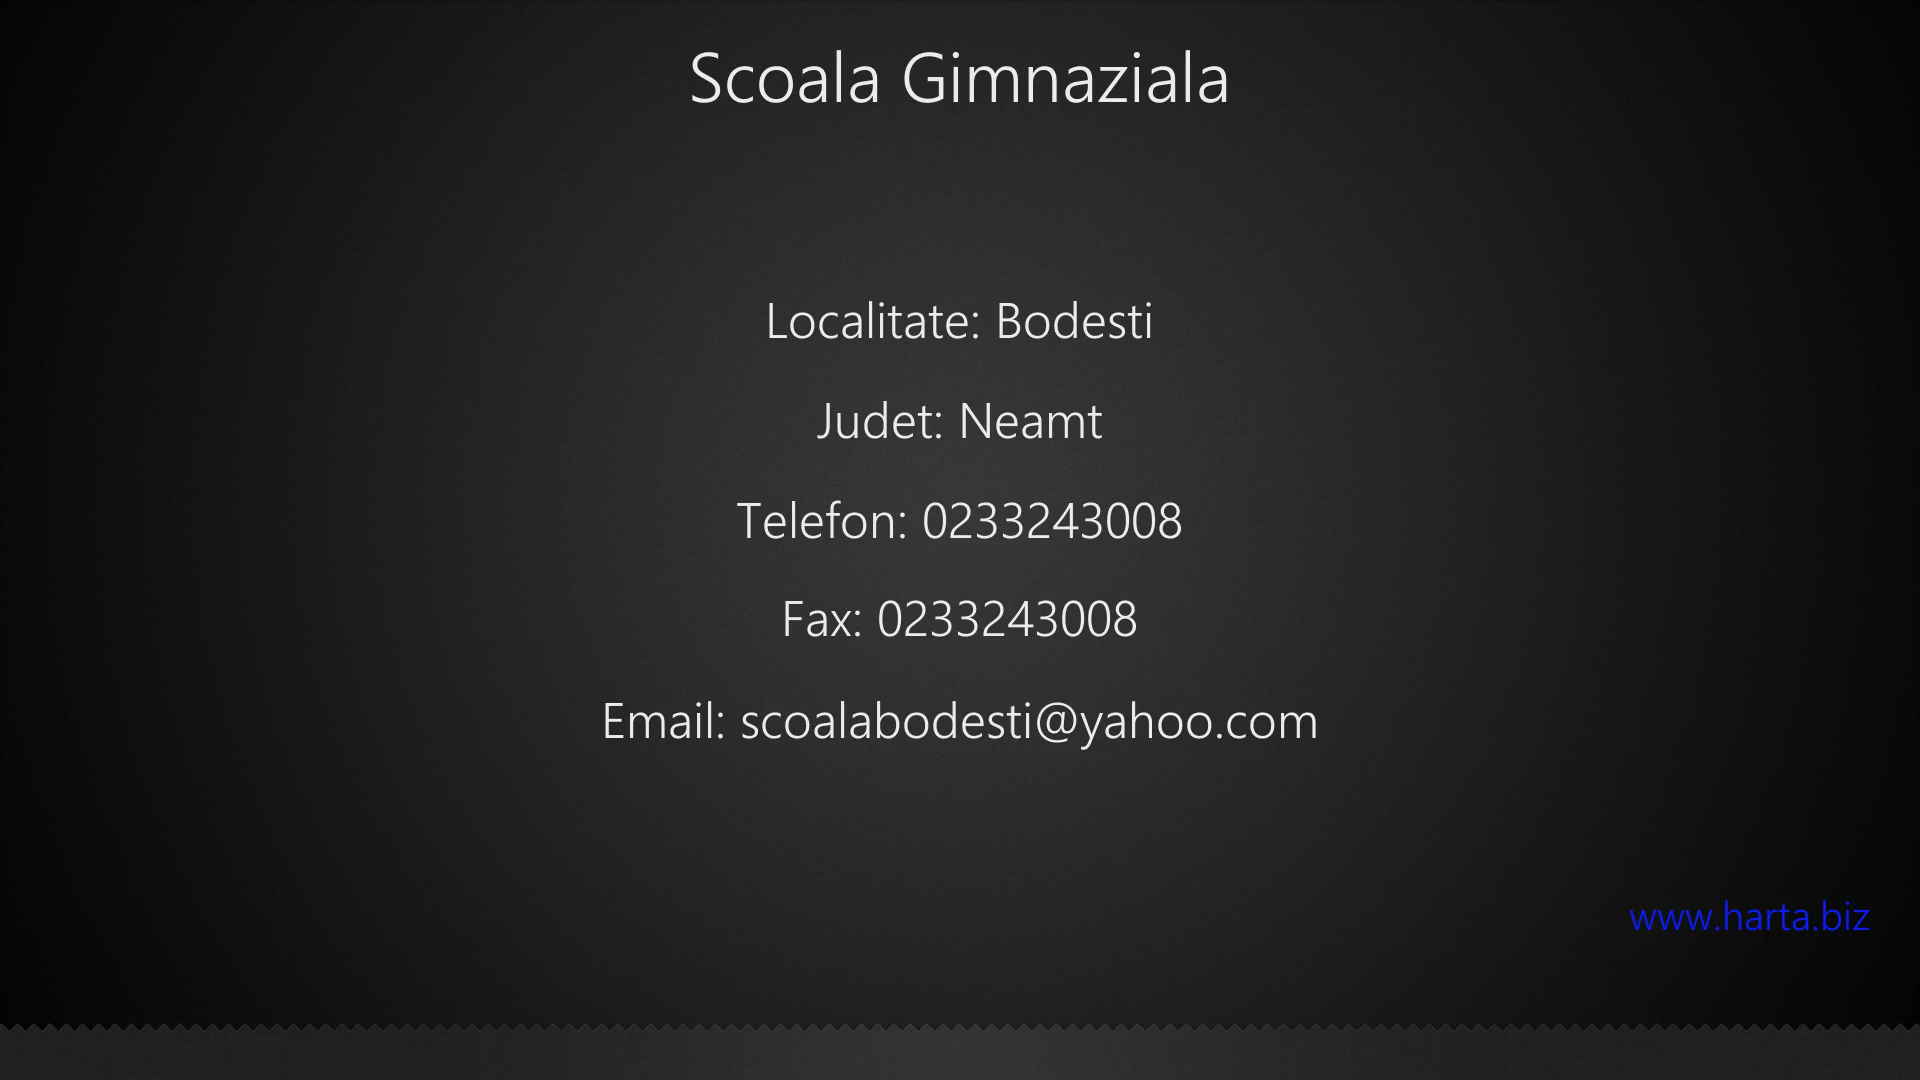 Scoala Gimnaziala
Localitate: Bodesti
Judet: Neamt
Telefon: 0233243008
Fax: 0233243008
Email: scoalabodesti@yahoo.com
www.harta.biz